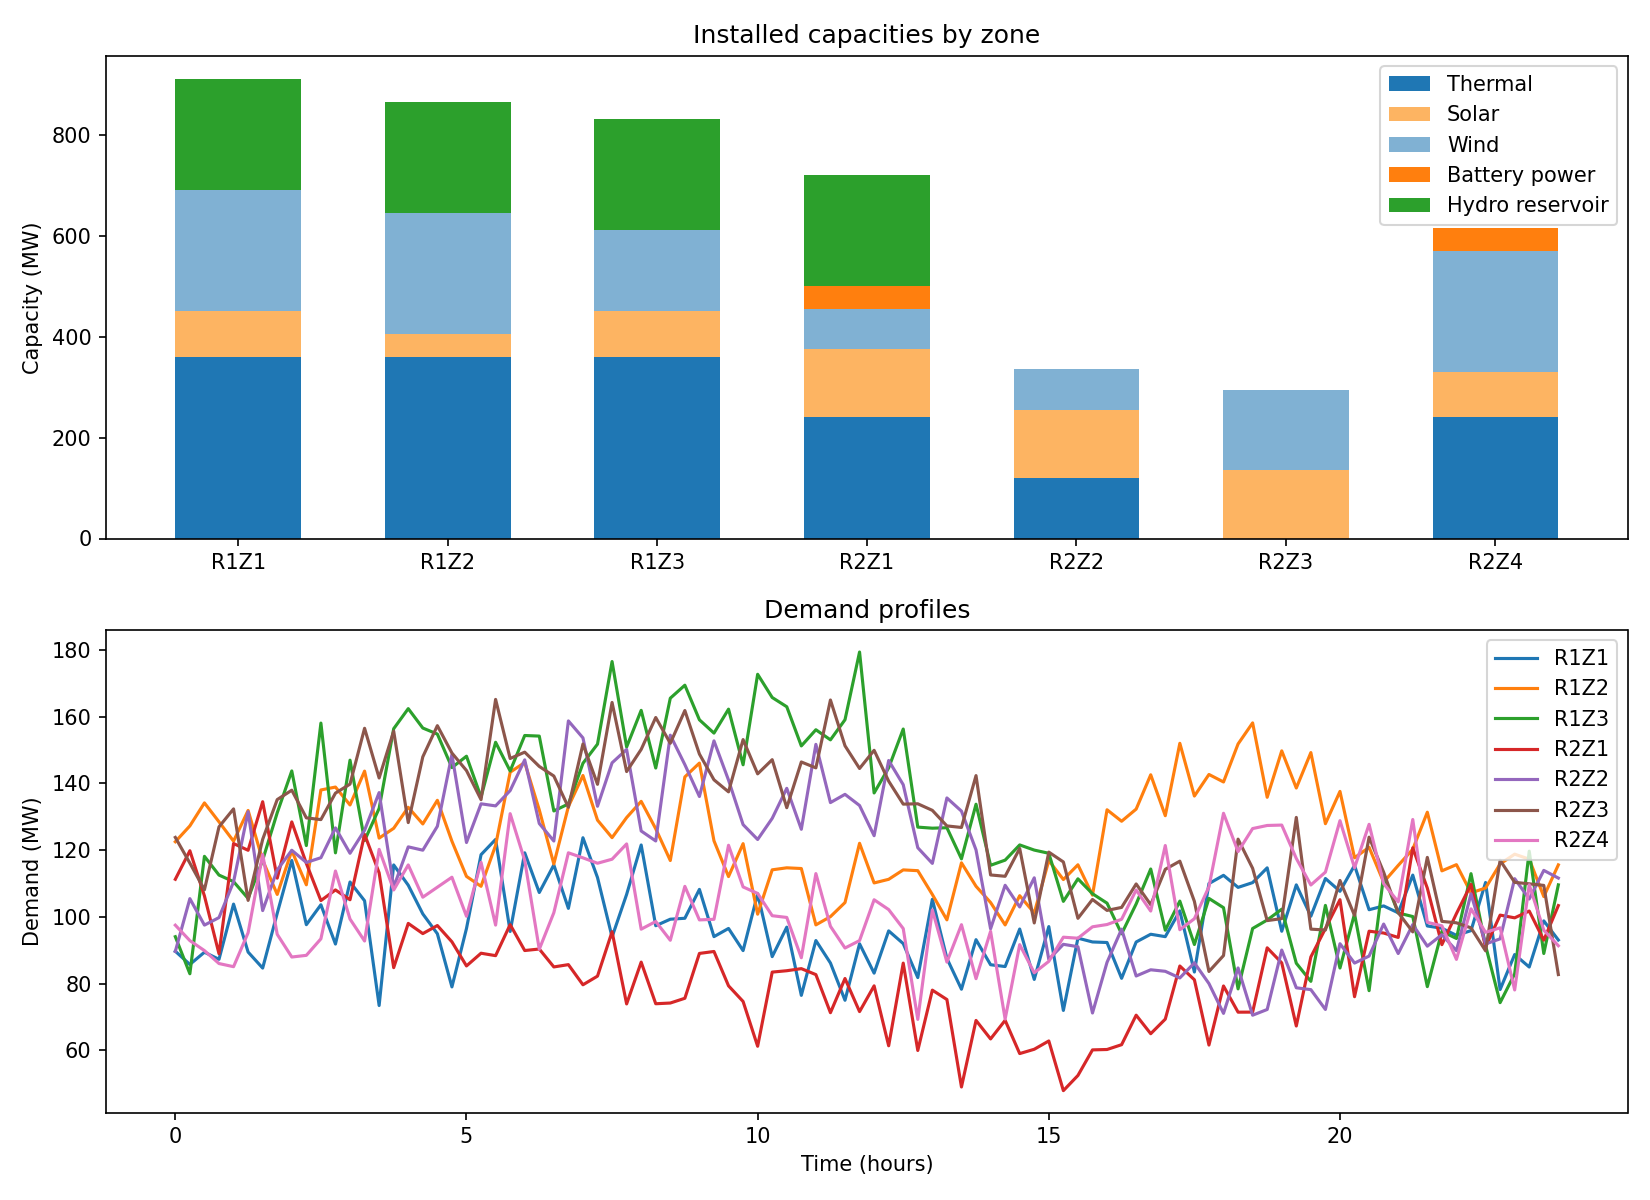 Installed capacities by zone
Capacity (MW)
800
600
400
200
0
Thermal
Solar
Wind
Battery power
Hydro reservoir
R1Z1 R1Z2 R1Z3 R2Z1 R2Z2 R2Z3 R2Z4
Demand profiles
Demand (MW)
180
160
140
120
100
80
60
R1Z1
R1Z2
R1Z3
R2Z1
R2Z2
R2Z3
R2Z4
0 5 10 15 20
Time (hours)